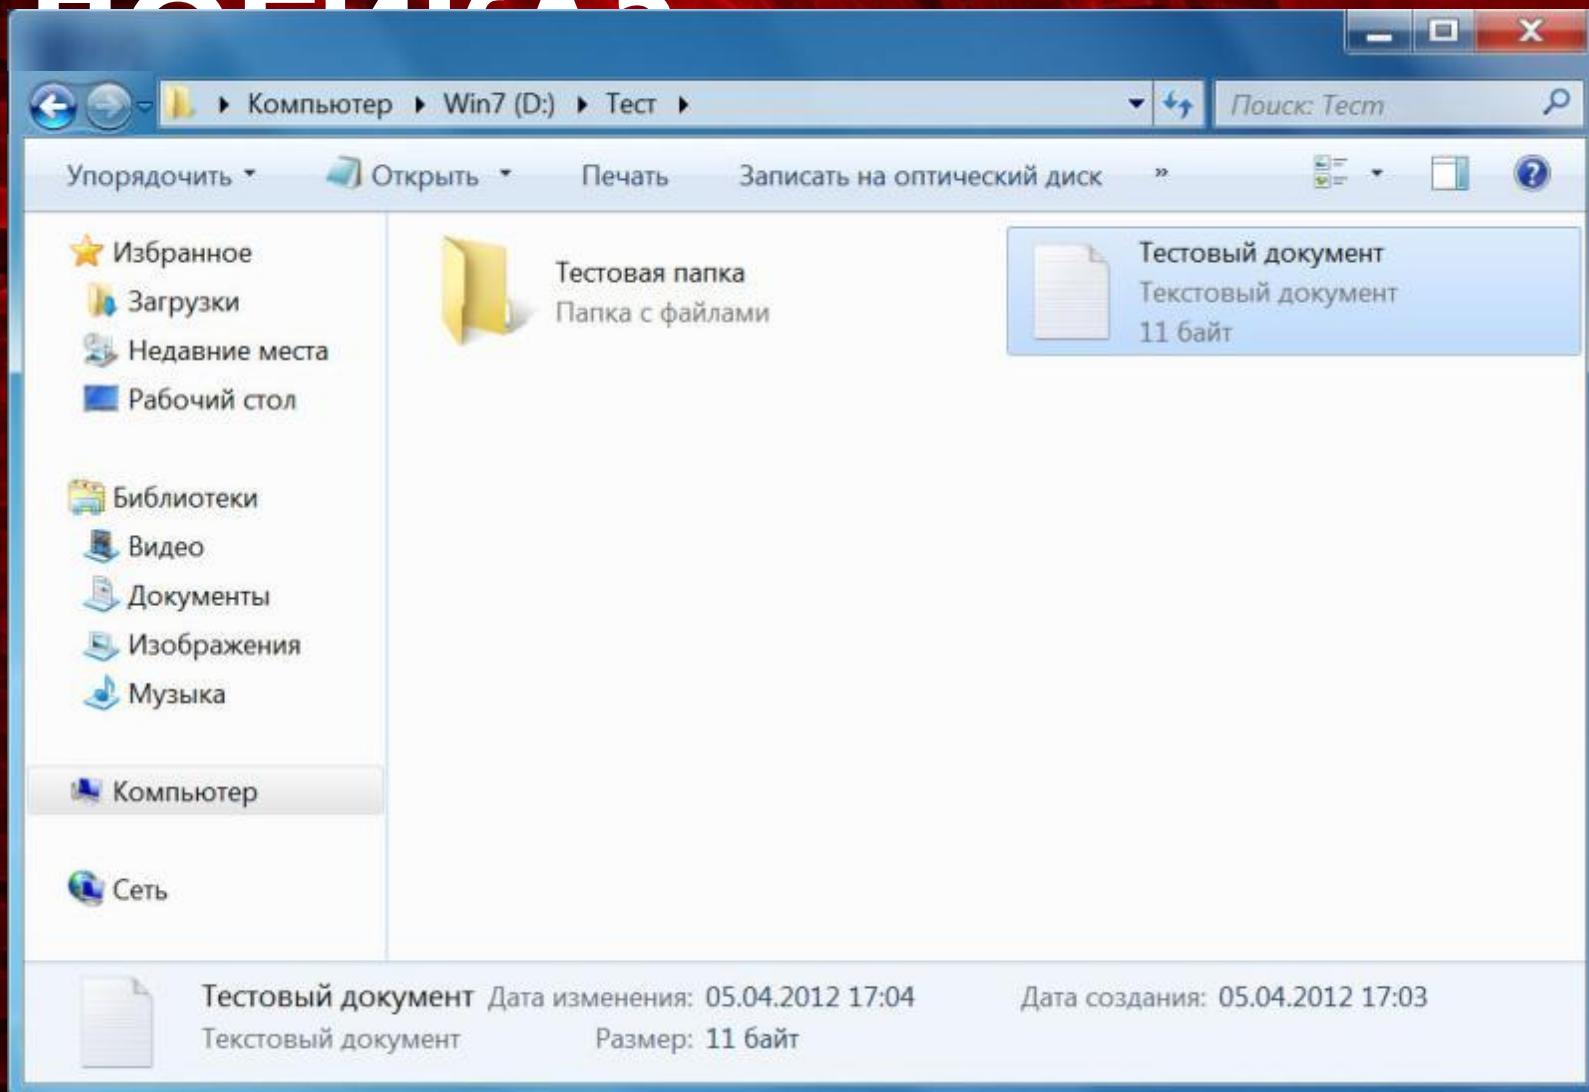 Компьютер Win7 (D:) Тест
Поиск: Тест
Упорядочить Открыть Печать Записать на оптический диск »
Избранное
Загрузки
Недавние места
Рабочий стол
Библиотеки
Видео
Документы
Изображения
Музыка
Компьютер
Сеть
Тестовая папка
Папка с файлами
Тестовый документ
Текстовый документ
11 байт
Тестовый документ Дата изменения: 05.04.2012 17:04 Дата создания: 05.04.2012 17:03
Текстовый документ Размер: 11 байт